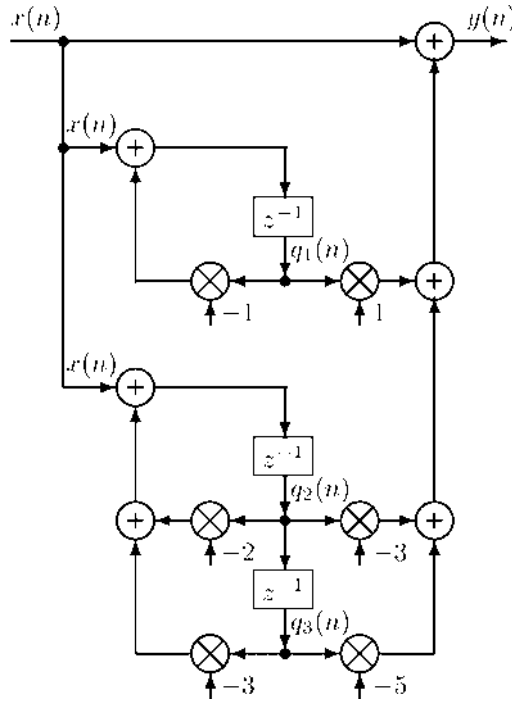 x(n) y(n)
x(n) +
+
z⁻¹
q₁(n)
+
−1 1
x(n)
+
z⁻¹
q₂(n)
+ +
−2 −3
z⁻¹
q₃(n)
−3 −5